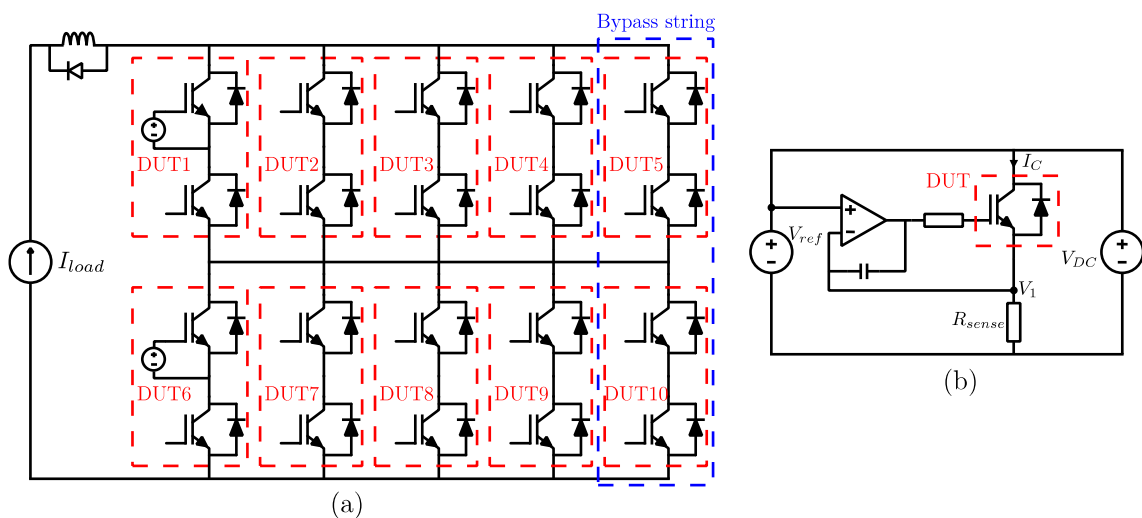 Bypass string
DUT1
DUT2
DUT3
DUT4
DUT5
I_load
DUT6
DUT7
DUT8
DUT9
DUT10
(a)
I_C
DUT
V_ref
V_DC
V_1
R_sense
(b)